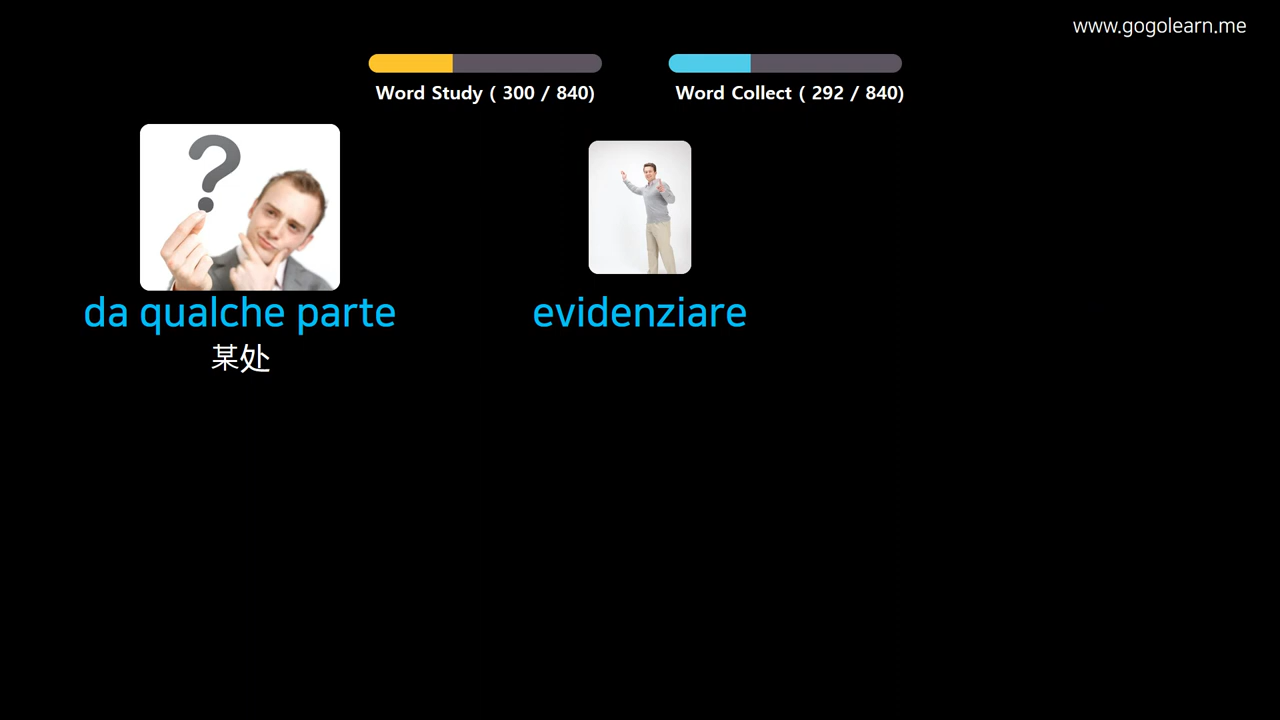 www.gogolearn.me
Word Study ( 300 / 840)
Word Collect ( 292 / 840)
da qualche parte
某处
evidenziare